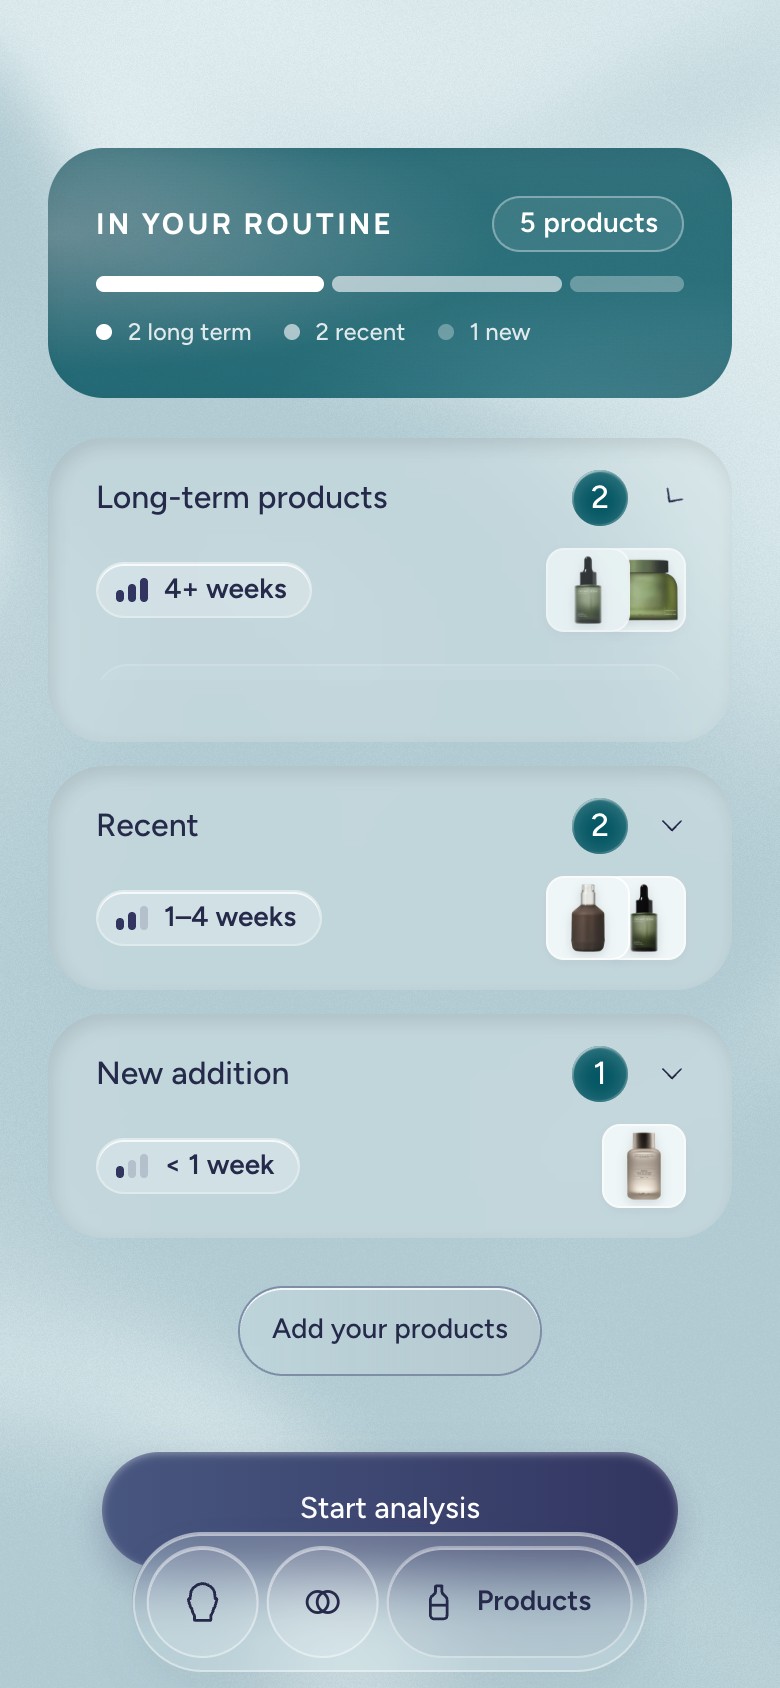 IN YOUR ROUTINE
5 products
2 long term 2 recent 1 new
Long-term products 2
4+ weeks
Recent 2
1–4 weeks
New addition 1
< 1 week
Add your products
Start analysis
Products